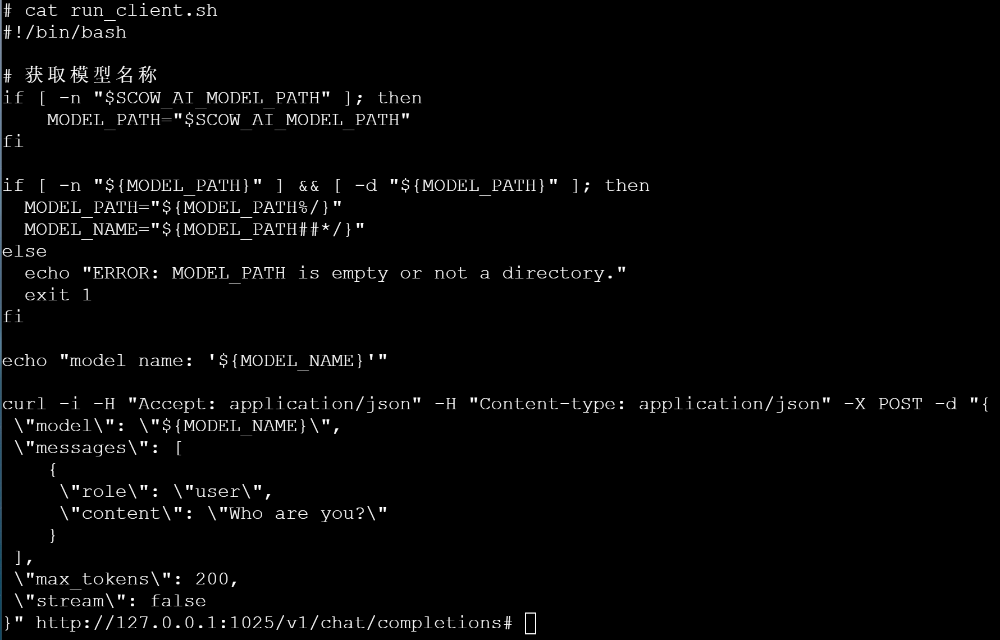 # cat run_client.sh
#!/bin/bash

# 获取模型名称
if [ -n "$SCOW_AI_MODEL_PATH" ]; then
    MODEL_PATH="$SCOW_AI_MODEL_PATH"
fi

if [ -n "${MODEL_PATH}" ] && [ -d "${MODEL_PATH}" ]; then
  MODEL_PATH="${MODEL_PATH%/}"
  MODEL_NAME="${MODEL_PATH##*/}"
else
  echo "ERROR: MODEL_PATH is empty or not a directory."
  exit 1
fi

echo "model name: '${MODEL_NAME}'"

curl -i -H "Accept: application/json" -H "Content-type: application/json" -X POST -d "{
 \"model\": \"${MODEL_NAME}\",
 \"messages\": [
    {
     \"role\": \"user\",
     \"content\": \"Who are you?\"
    }
 ],
 \"max_tokens\": 200,
 \"stream\": false
}" http://127.0.0.1:1025/v1/chat/completions#